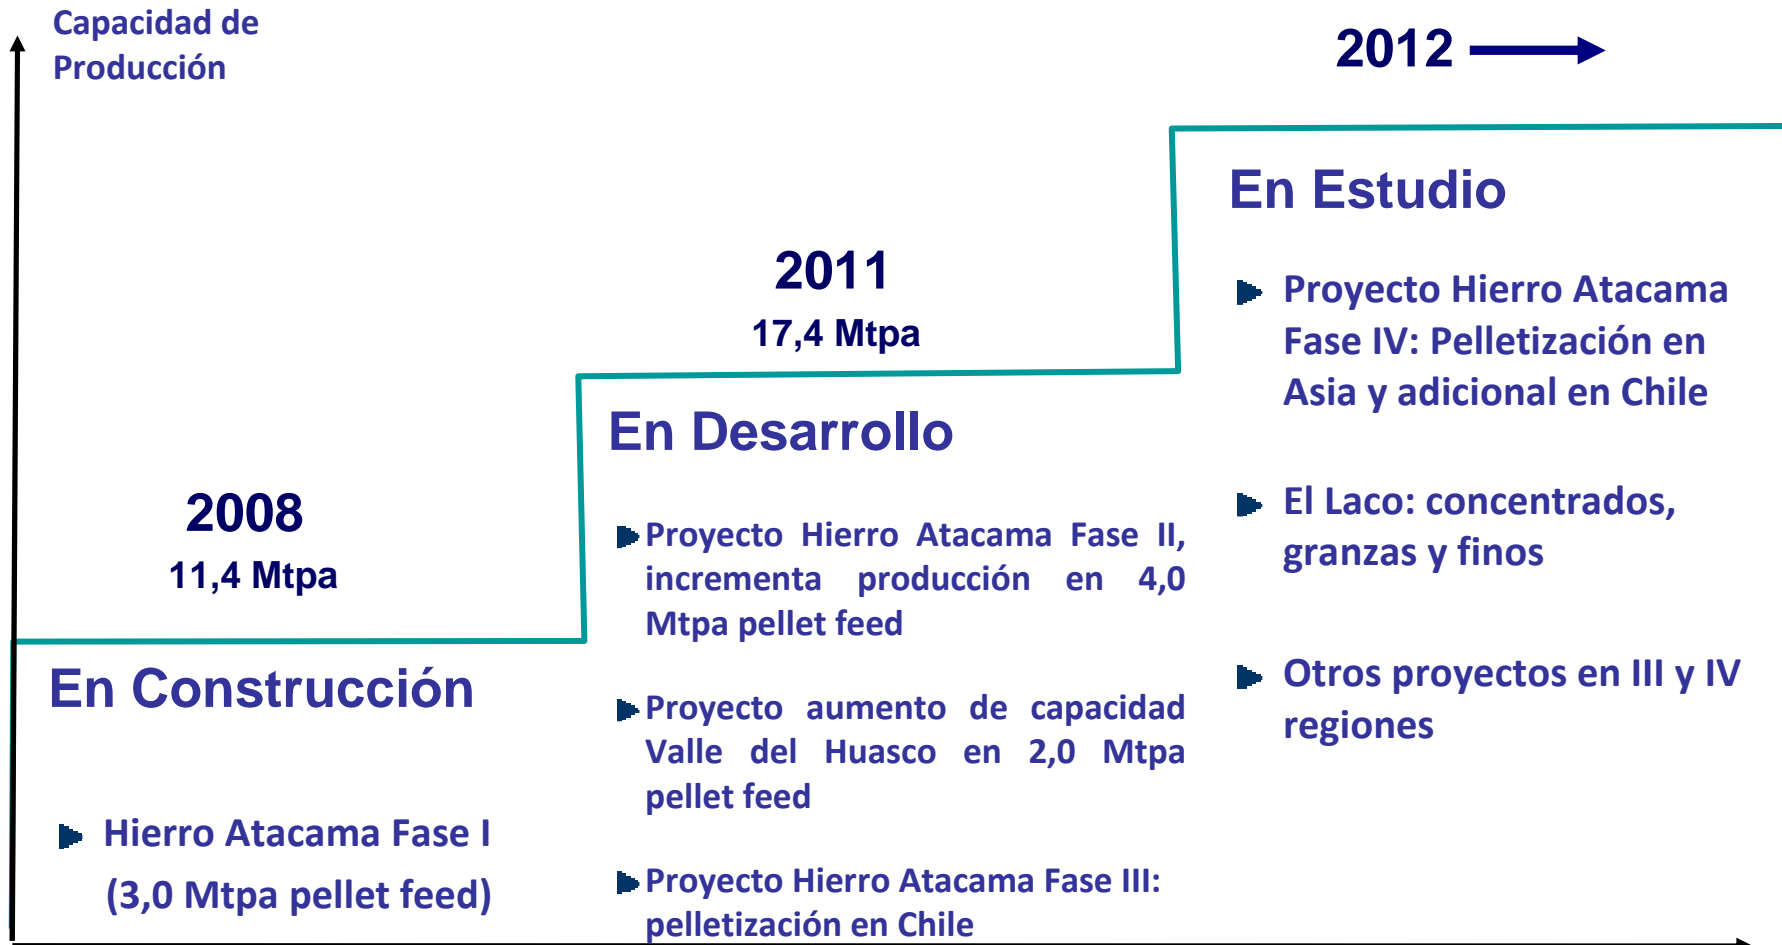 Capacidad de
Producción
2008
11,4 Mtpa
En Construcción
Hierro Atacama Fase I
(3,0 Mtpa pellet feed)
2011
17,4 Mtpa
En Desarrollo
Proyecto Hierro Atacama Fase II,
incrementa producción en 4,0
Mtpa pellet feed
Proyecto aumento de capacidad
Valle del Huasco en 2,0 Mtpa
pellet feed
Proyecto Hierro Atacama Fase III:
pelletización en Chile
2012
En Estudio
Proyecto Hierro Atacama
Fase IV: Pelletización en
Asia y adicional en Chile
El Laco: concentrados,
granzas y finos
Otros proyectos en III y IV
regiones